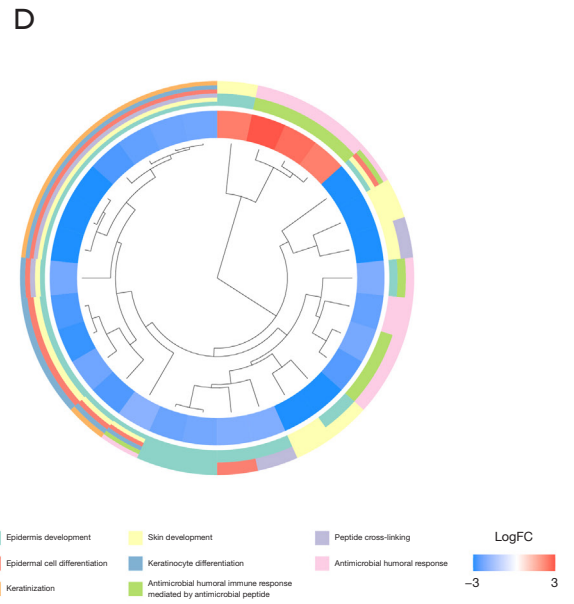 D
Epidermis development
Skin development
Peptide cross-linking
Epidermal cell differentiation
Keratinocyte differentiation
Antimicrobial humoral response
Keratinization
Antimicrobial humoral immune response
mediated by antimicrobial peptide
LogFC
−3 3